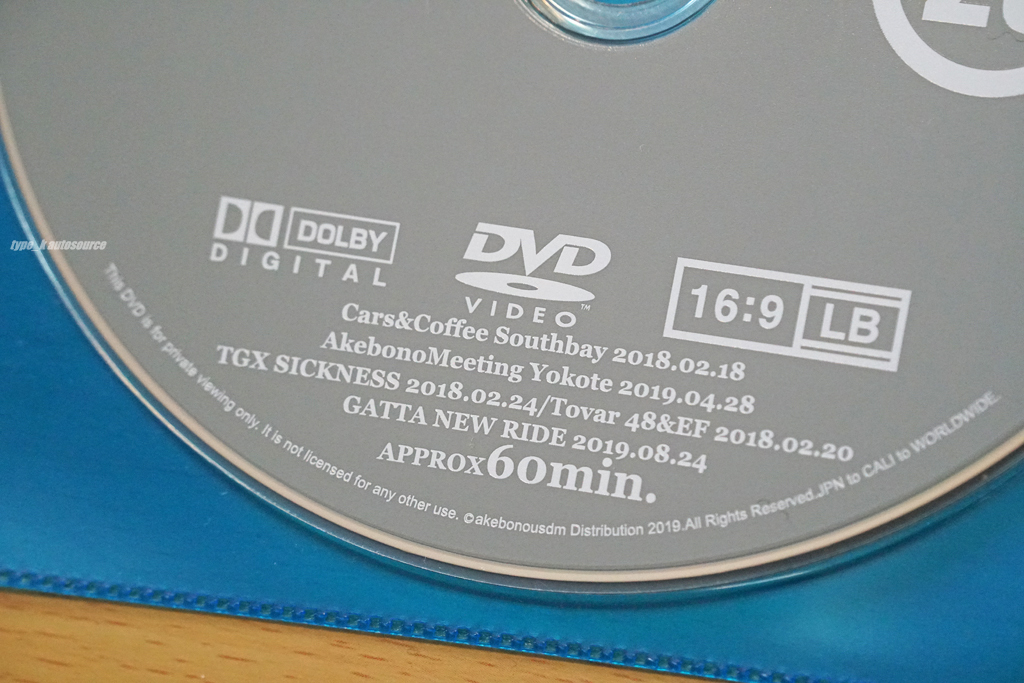 DOLBY
DIGITAL
DVD
VIDEO™
16:9 LB
Cars&Coffee Southbay 2018.02.18
AkebonoMeeting Yokote 2019.04.28
TGX SICKNESS 2018.02.24/Tovar 48&EF 2018.02.20
GATTA NEW RIDE 2019.08.24
APPROX60min.
This DVD is for private viewing only. It is not licensed for any other use. ©akebonousdm Distribution 2019.All Rights Reserved.JPN to CALI to WORLDWIDE.